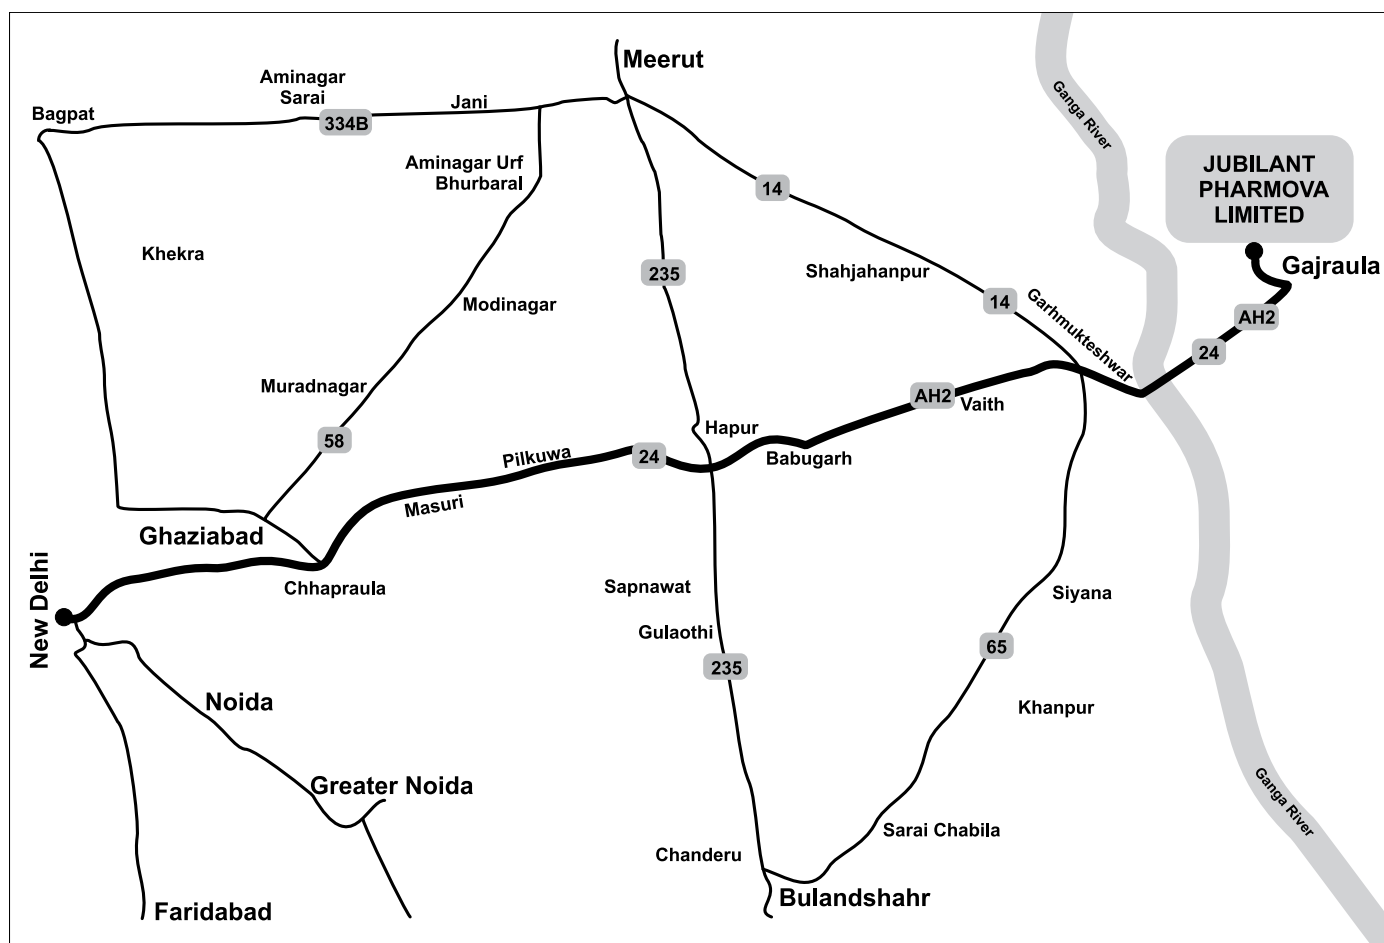 Meerut
Aminagar
Sarai
Jani
Bagpat
334B
Ganga River
Aminagar Urf
Bhurbaral
14
JUBILANT
PHARMOVA
LIMITED
Khekra
235
Shahjahanpur
Gajraula
Modinagar
14
Garhmukteshwar
AH2
24
Muradnagar
AH2
Vaith
58
Hapur
Pilkuwa
24
Babugarh
Masuri
Ghaziabad
New Delhi
Chhapraula
Sapnawat
Siyana
Gulaothi
65
235
Noida
Khanpur
Greater Noida
Ganga River
Sarai Chabila
Chanderu
Bulandshahr
Faridabad